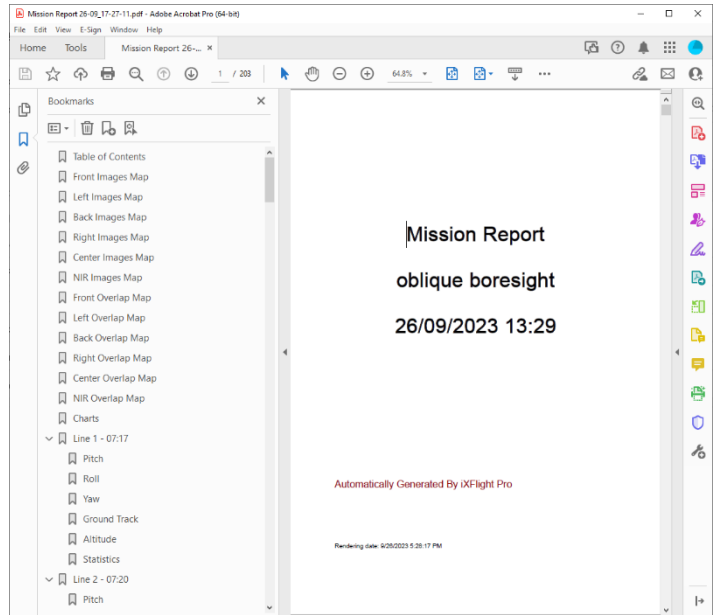 Mission Report 26-09_17-27-11.pdf - Adobe Acrobat Pro (64-bit)
File Edit View E-Sign Window Help
Home Tools Mission Report 26-... ×
1 / 203 64.8%
Bookmarks
Table of Contents
Front Images Map
Left Images Map
Back Images Map
Right Images Map
Center Images Map
NIR Images Map
Front Overlap Map
Left Overlap Map
Back Overlap Map
Right Overlap Map
Center Overlap Map
NIR Overlap Map
Charts
Line 1 - 07:17
Pitch
Roll
Yaw
Ground Track
Altitude
Statistics
Line 2 - 07:20
Pitch
Mission Report
oblique boresight
26/09/2023 13:29
Automatically Generated By iXFlight Pro
Rendering date: 9/26/2023 5:28:17 PM